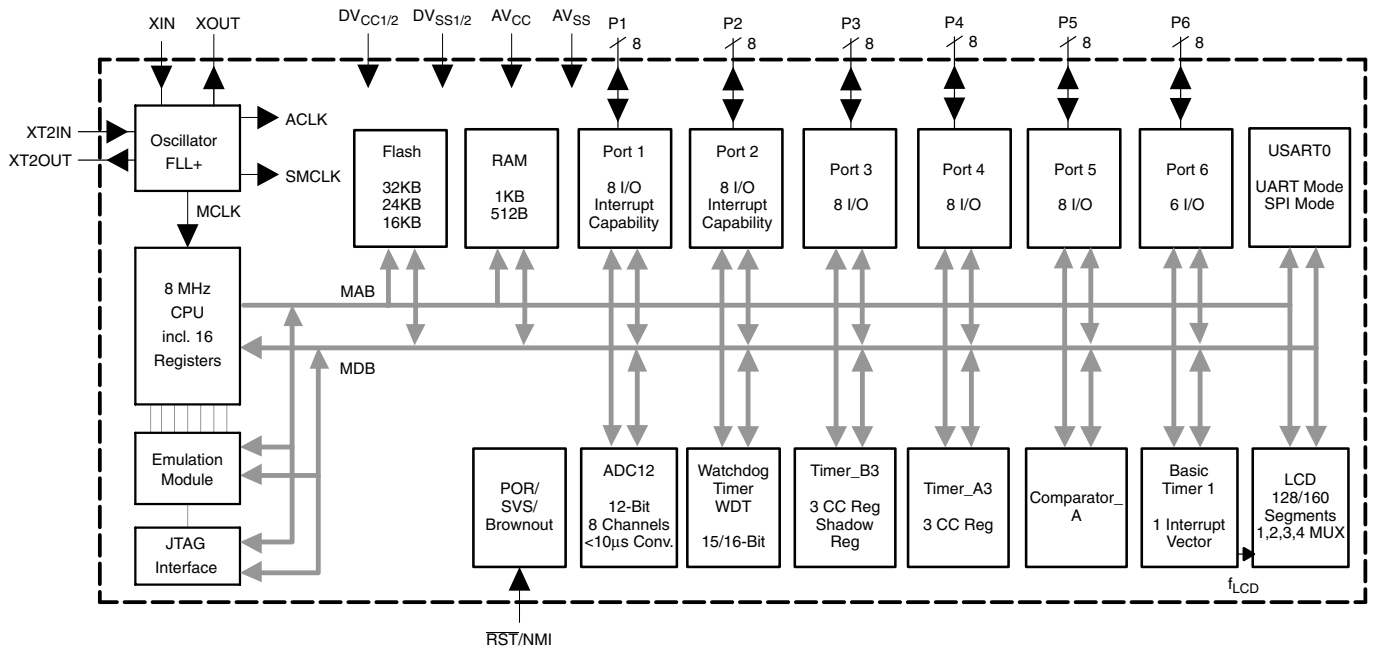 XIN
XOUT
DVCC1/2
DVSS1/2
AVCC
AVSS
P1
8
P2
8
P3
8
P4
8
P5
8
P6
8
XT2IN
XT2OUT
Oscillator
FLL+
ACLK
SMCLK
MCLK
Flash
32KB
24KB
16KB
RAM
1KB
512B
Port 1
8 I/O
Interrupt
Capability
Port 2
8 I/O
Interrupt
Capability
Port 3
8 I/O
Port 4
8 I/O
Port 5
8 I/O
Port 6
6 I/O
USART0
UART Mode
SPI Mode
8 MHz
CPU
incl. 16
Registers
MAB
MDB
Emulation
Module
JTAG
Interface
POR/
SVS/
Brownout
ADC12
12-Bit
8 Channels
<10μs Conv.
Watchdog
Timer
WDT
15/16-Bit
Timer_B3
3 CC Reg
Shadow
Reg
Timer_A3
3 CC Reg
Comparator_
A
Basic
Timer 1
1 Interrupt
Vector
LCD
128/160
Segments
1,2,3,4 MUX
fLCD
RST/NMI